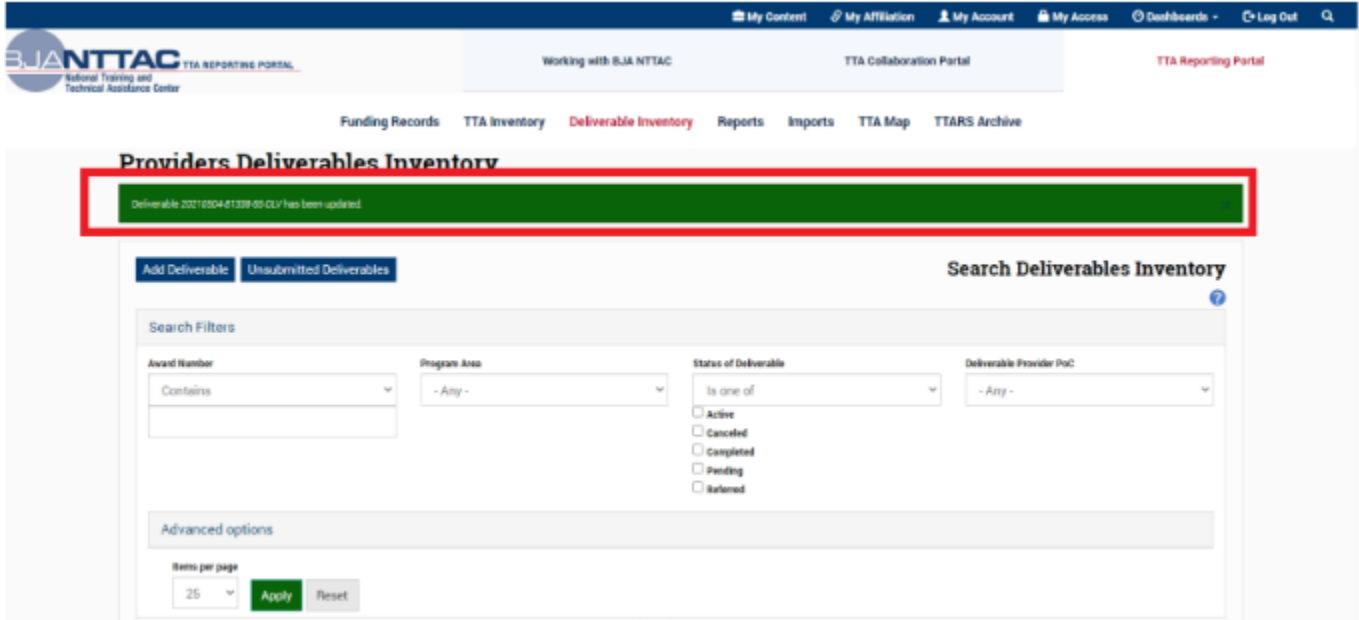 My Content My Affiliation My Account My Access Dashboards Log Out
BJANTTAC TTA REPORTING PORTAL
National Training and
Technical Assistance Center
Working with BJA NTTAC TTA Collaboration Portal TTA Reporting Portal
Funding Records TTA Inventory Deliverable Inventory Reports Imports TTA Map TTARS Archive
Providers Deliverables Inventory
Deliverable has been updated.
Add Deliverable Unsubmitted Deliverables Search Deliverables Inventory
?
Search Filters
Award Number Program Area Status of Deliverable Deliverable Provider PoC
Contains - Any - Is one of - Any -
Active
Canceled
Completed
Pending
Referred
Advanced options
Items per page
25 Apply Reset